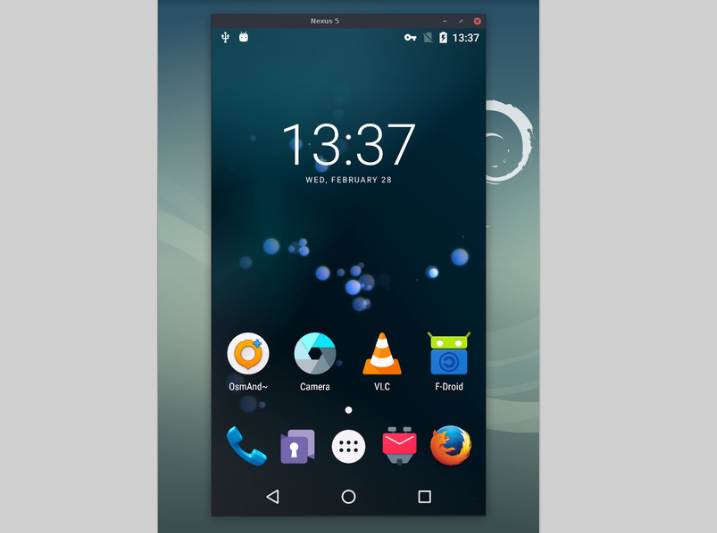 Nexus 5
13:37
13:37
WED, FEBRUARY 28
OsmAnd~ Camera VLC F-Droid